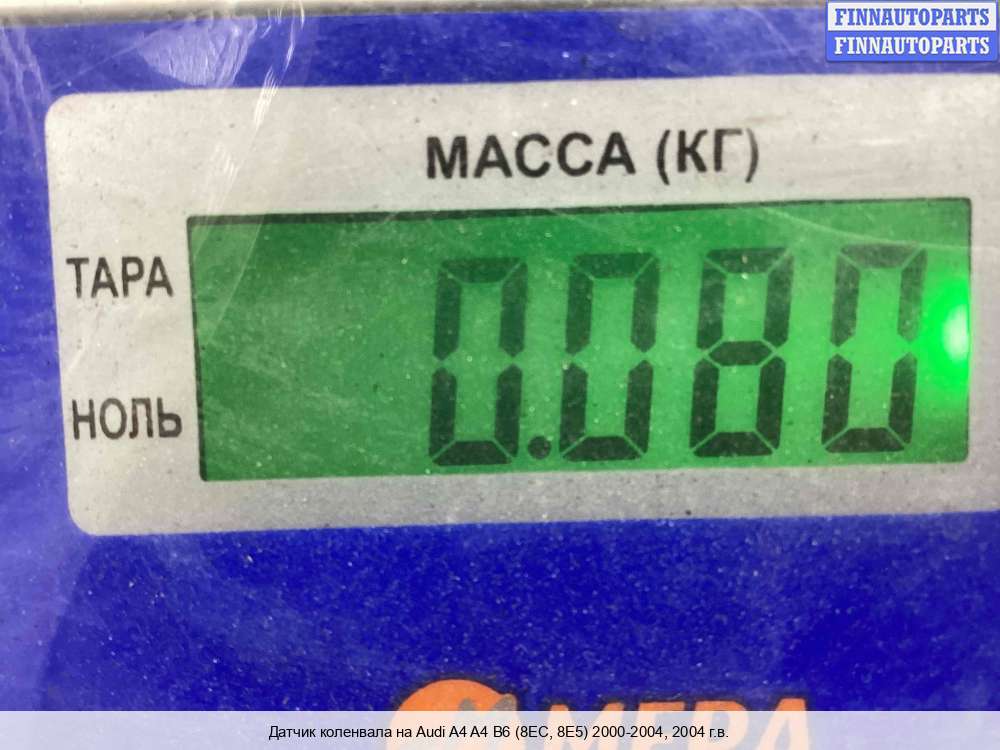 FINNAUTOPARTS
FINNAUTOPARTS
МАССА (КГ)
ТАРА
0.080
НОЛЬ
МЕРА
Датчик коленвала на Audi A4 A4 B6 (8EC, 8E5) 2000-2004, 2004 г.в.